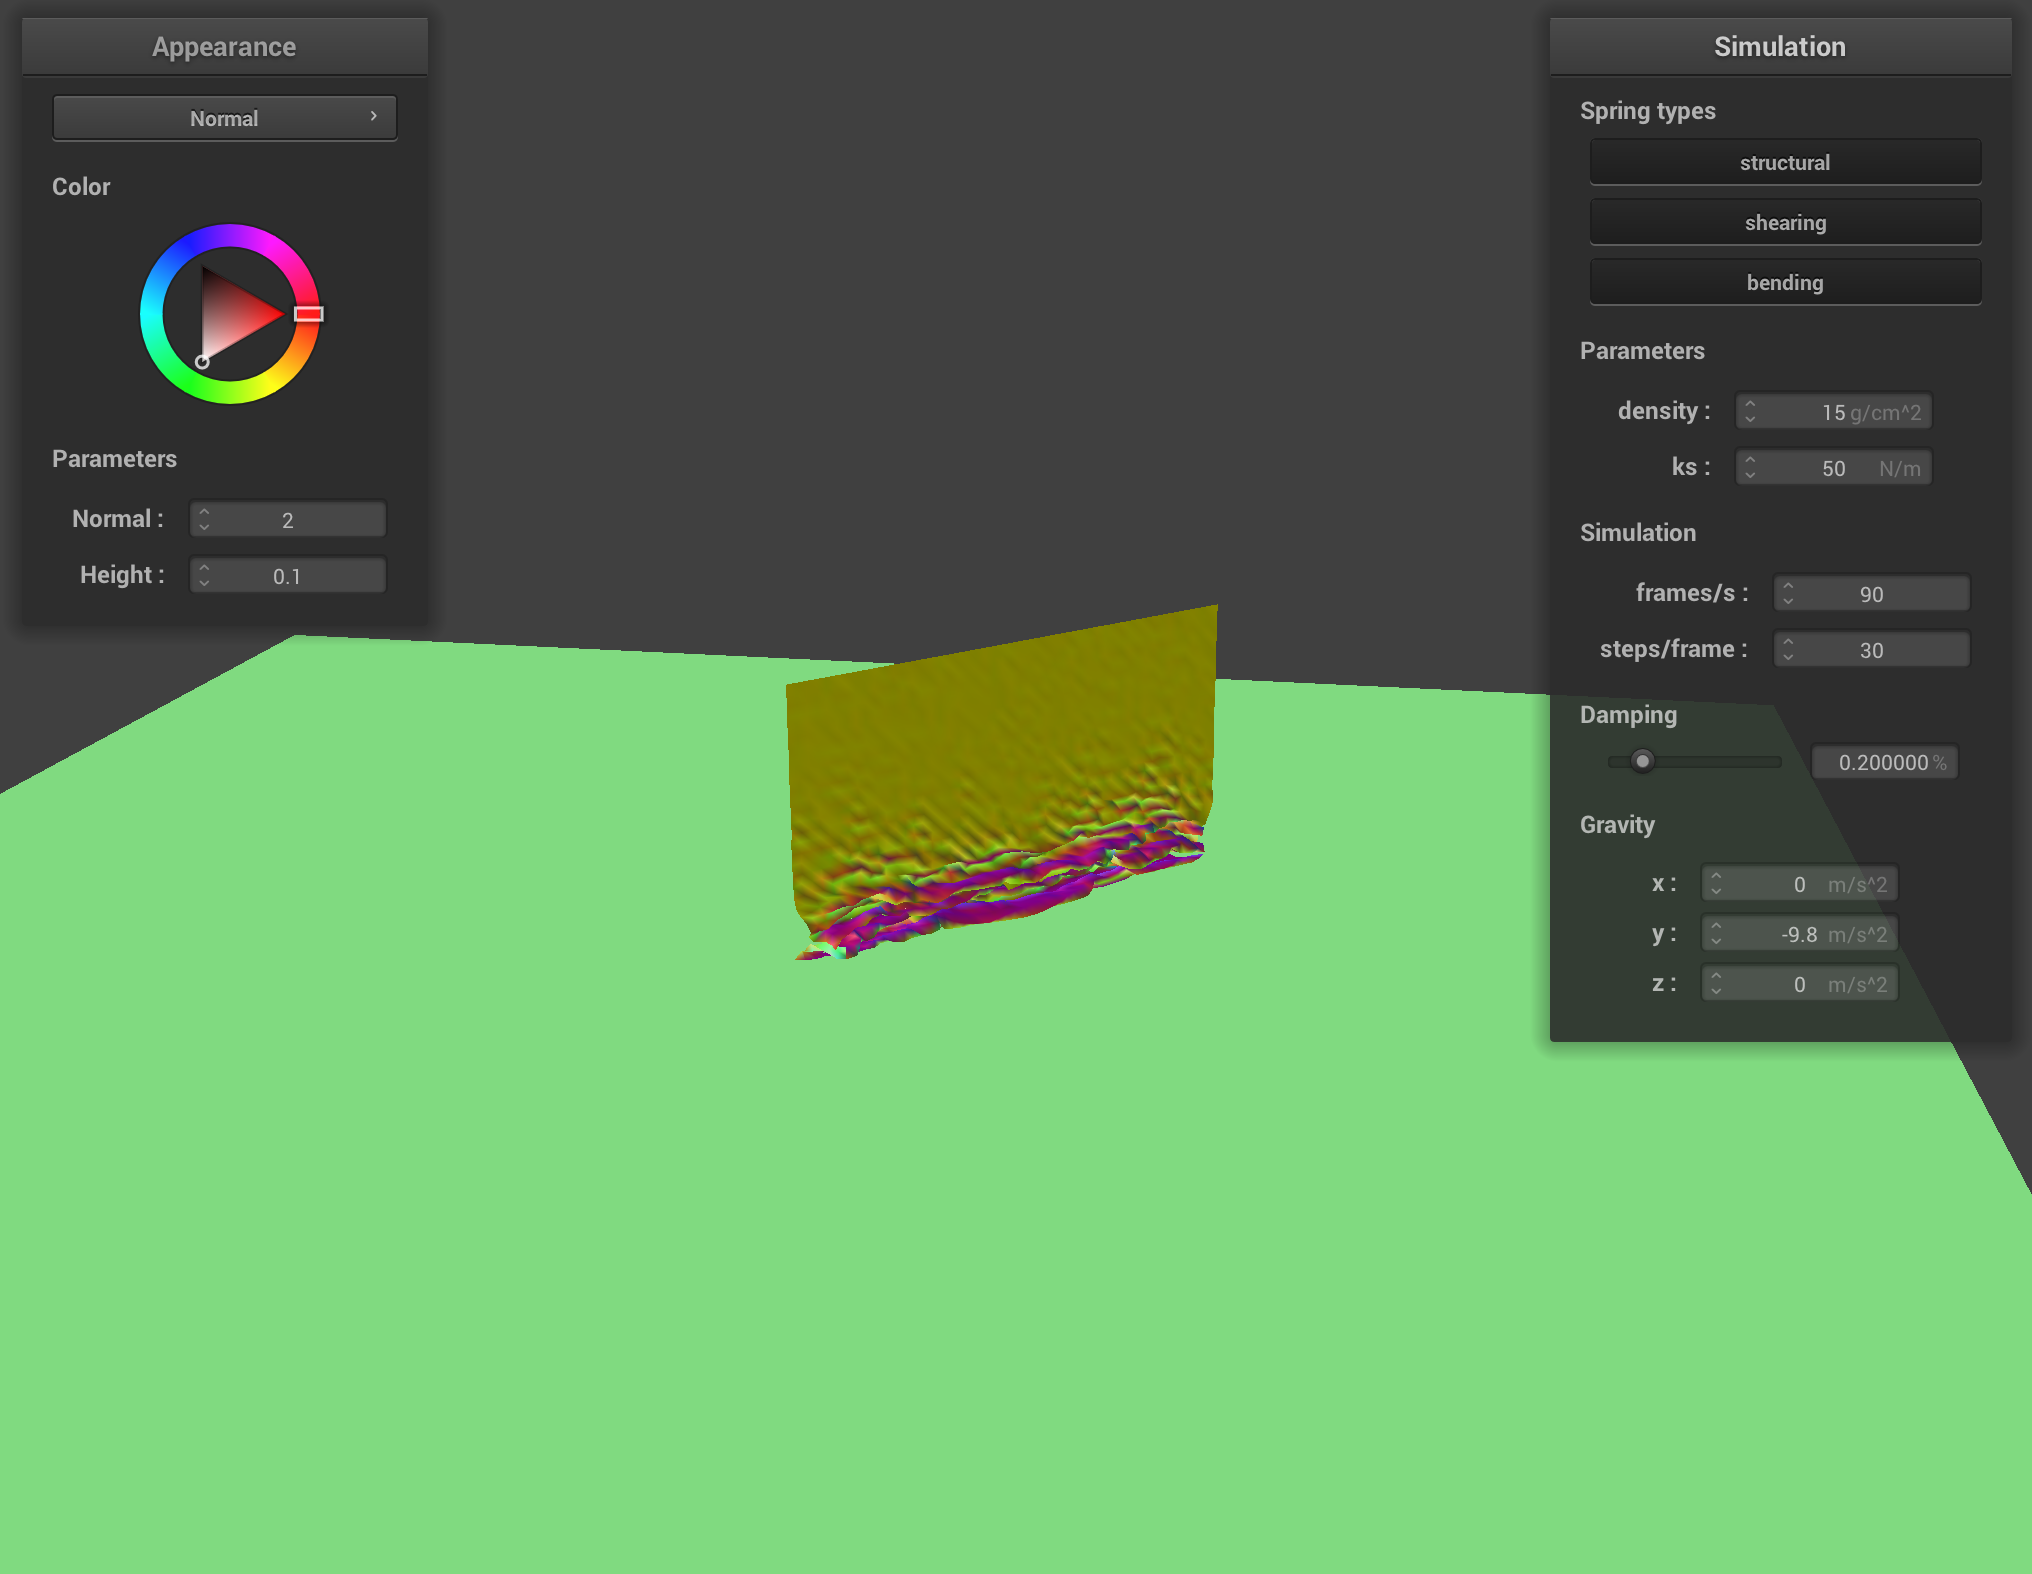 Appearance
Normal
Color
Parameters
Normal : 2
Height : 0.1
Simulation
Spring types
structural
shearing
bending
Parameters
density : 15 g/cm^2
ks : 50 N/m
Simulation
frames/s : 90
steps/frame : 30
Damping
0.200000 %
Gravity
x : 0 m/s^2
y : -9.8 m/s^2
z : 0 m/s^2